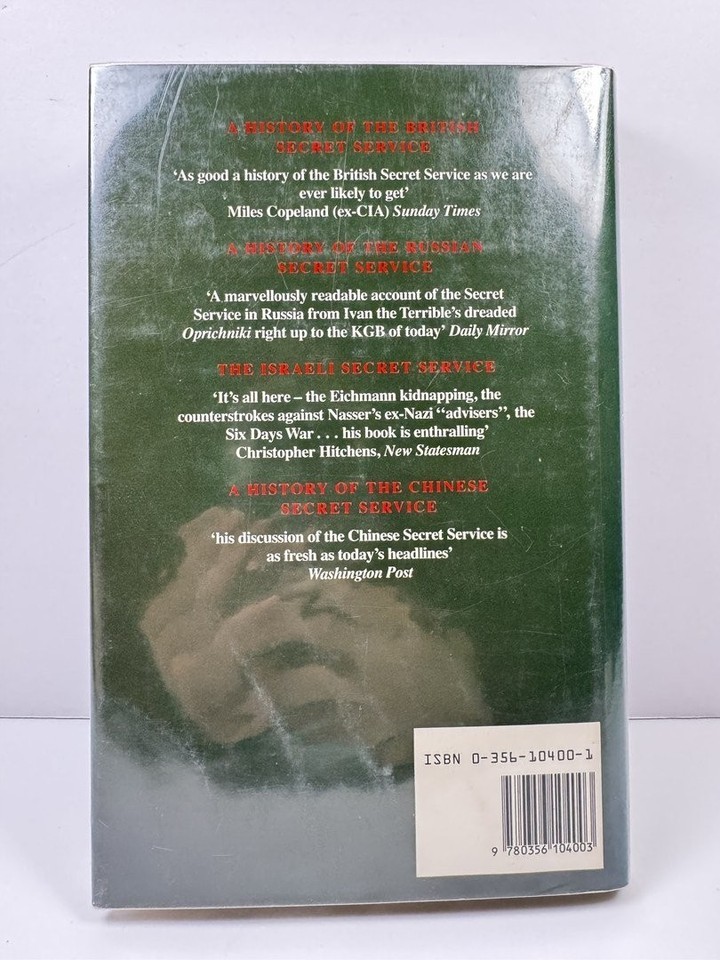 A HISTORY OF THE BRITISH
SECRET SERVICE
‘As good a history of the British Secret Service as we are
ever likely to get’
Miles Copeland (ex-CIA) Sunday Times
A HISTORY OF THE RUSSIAN
SECRET SERVICE
‘A marvellously readable account of the Secret
Service in Russia from Ivan the Terrible’s dreaded
Oprichniki right up to the KGB of today’ Daily Mirror
THE ISRAELI SECRET SERVICE
‘It’s all here – the Eichmann kidnapping, the
counterstrokes against Nasser’s ex-Nazi “advisers”, the
Six Days War . . . his book is enthralling’
Christopher Hitchens, New Statesman
A HISTORY OF THE CHINESE
SECRET SERVICE
‘his discussion of the Chinese Secret Service is
as fresh as today’s headlines’
Washington Post
ISBN 0-356-10400-1
9 780356 104003